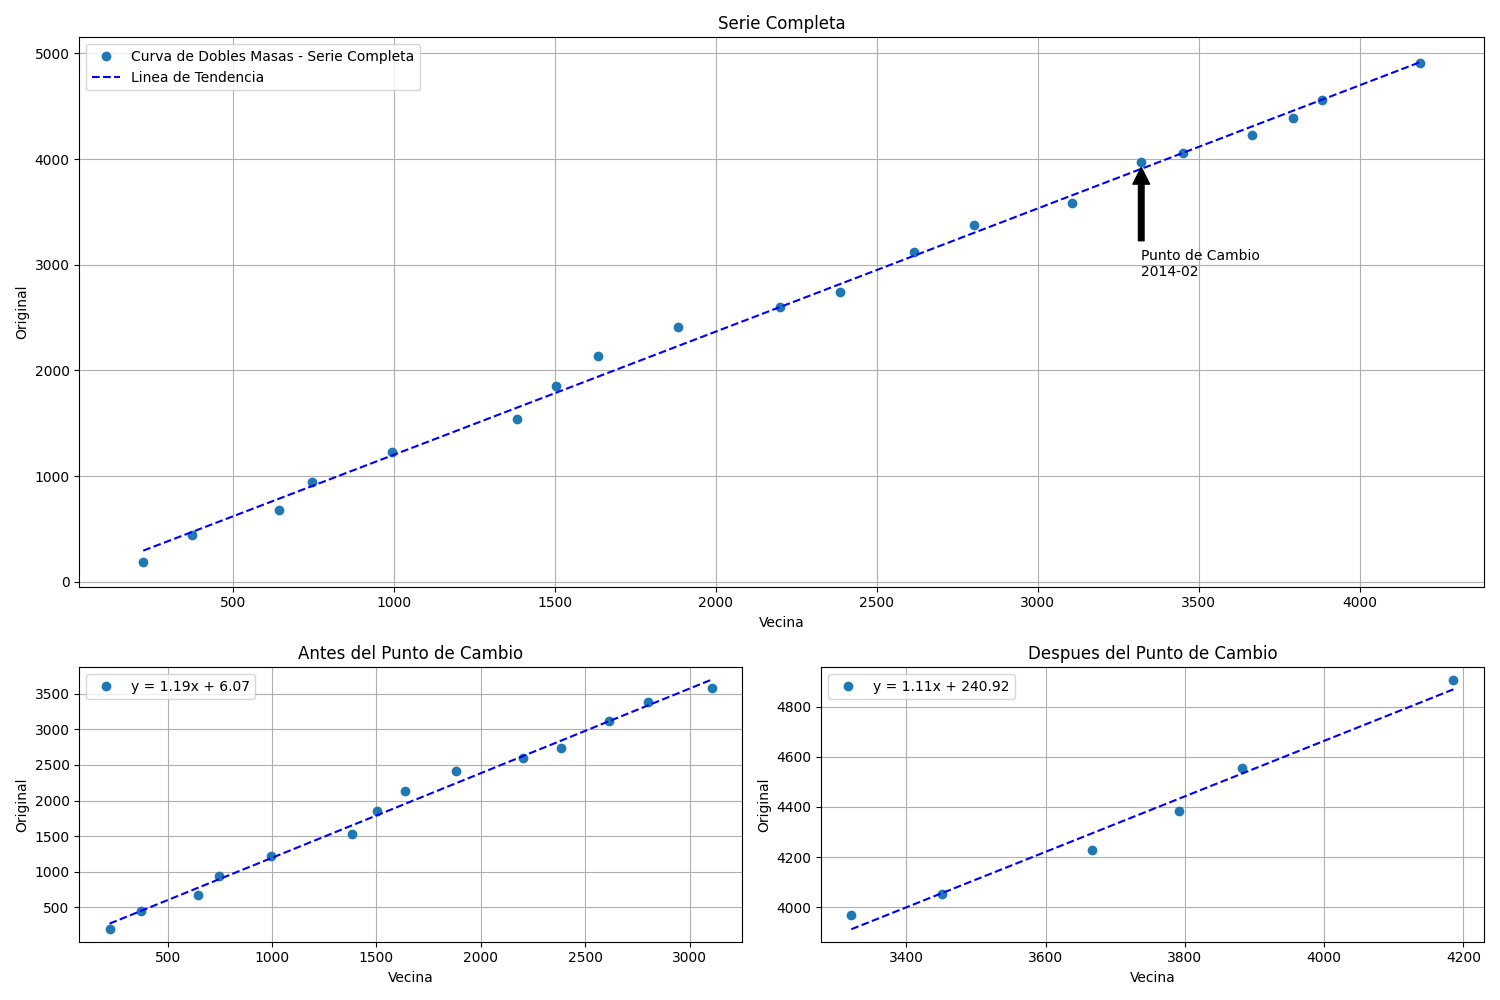 Serie Completa
Curva de Dobles Masas - Serie Completa
Linea de Tendencia
5000
4000
3000
2000
1000
0
Original
Punto de Cambio
2014-02
500 1000 1500 2000 2500 3000 3500 4000
Vecina
Antes del Punto de Cambio
y = 1.19x + 6.07
3500
3000
2500
2000
1500
1000
500
Original
500 1000 1500 2000 2500 3000
Vecina
Despues del Punto de Cambio
y = 1.11x + 240.92
4800
4600
4400
4200
4000
Original
3400 3600 3800 4000 4200
Vecina